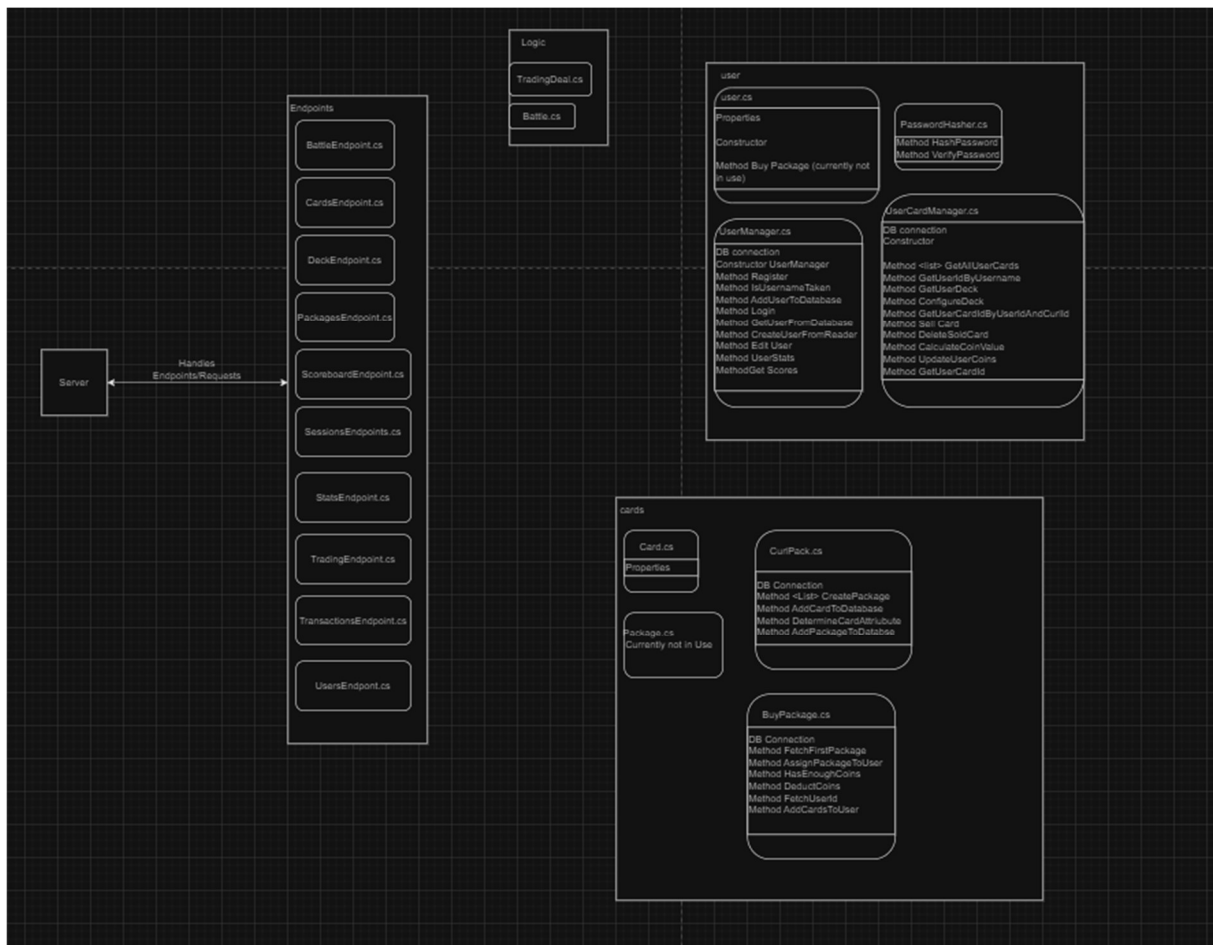 Logic
TradingDeal.cs
Battle.cs
Endpoints
BattleEndpoint.cs
CardsEndpoint.cs
DeckEndpoint.cs
PackagesEndpoint.cs
ScoreboardEndpoint.cs
SessionsEndpoints.cs
StatsEndpoint.cs
TradingEndpoint.cs
TransactionsEndpoint.cs
UsersEndpont.cs
Server
Handles
Endpoints/Requests
user
user.cs
Properties
Constructor
Method Buy Package (currently not
in use)
PasswordHasher.cs
Method HashPassword
Method VerifyPassword
UserManager.cs
DB connection
Constructor UserManager
Method Register
Method IsUsernameTaken
Method AddUserToDatabase
Method Login
Method GetUserFromDatabase
Method CreateUserFromReader
Method Edit User
Method UserStats
MethodGet Scores
UserCardManager.cs
DB connection
Constructor
Method <list> GetAllUserCards
Method GetUserIdByUsername
Method GetUserDeck
Method ConfigureDeck
Method GetUserCardIdByUserIdAndCurlId
Method Sell Card
Method DeleteSoldCard
Method CalculateCoinValue
Method UpdateUserCoins
Method GetUserCardId
cards
Card.cs
Properties
Package.cs
Currently not in Use
CurlPack.cs
DB Connection
Method <List> CreatePackage
Method AddCardToDatabase
Method DetermineCardAttriubute
Method AddPackageToDatabse
BuyPackage.cs
DB Connection
Method FetchFirstPackage
Method AssignPackageToUser
Method HasEnoughCoins
Method DeductCoins
Method FetchUserId
Method AddCardsToUser